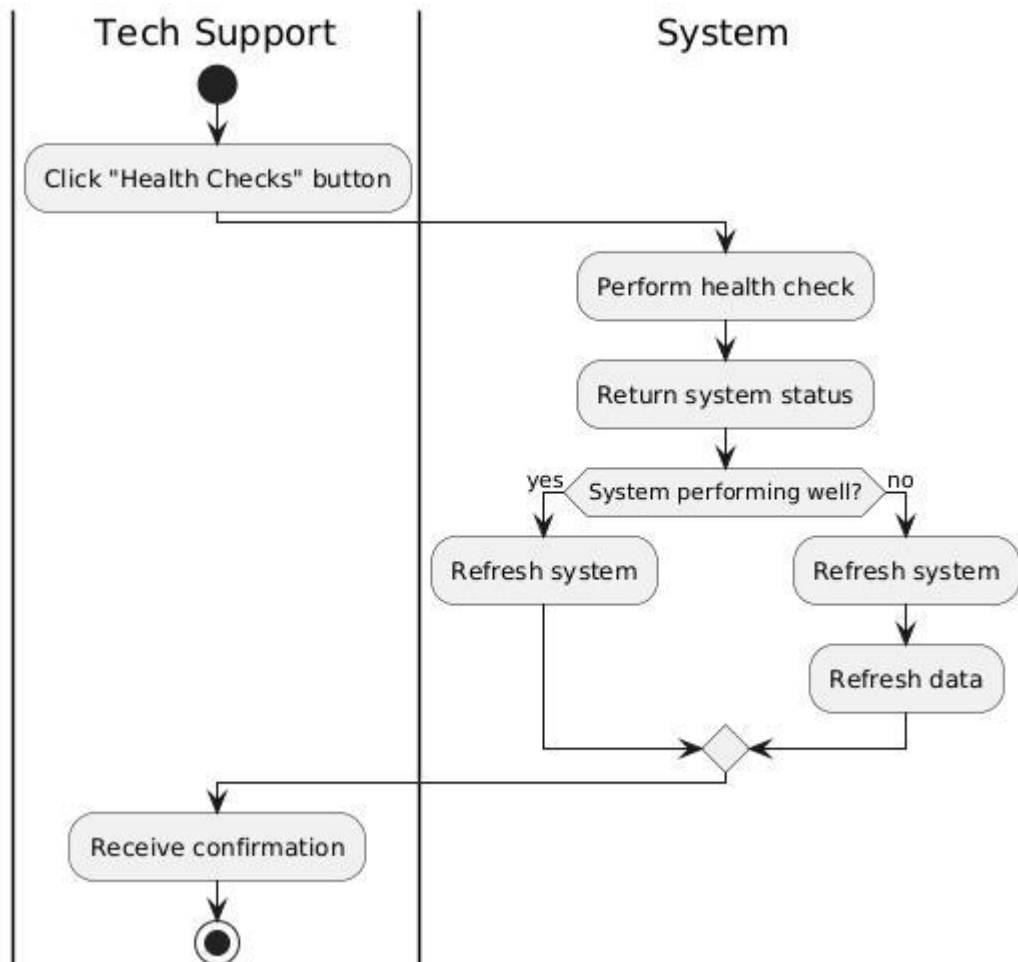 Tech Support
System
Click "Health Checks" button
Perform health check
Return system status
System performing well?
yes
no
Refresh system
Refresh system
Refresh data
Receive confirmation